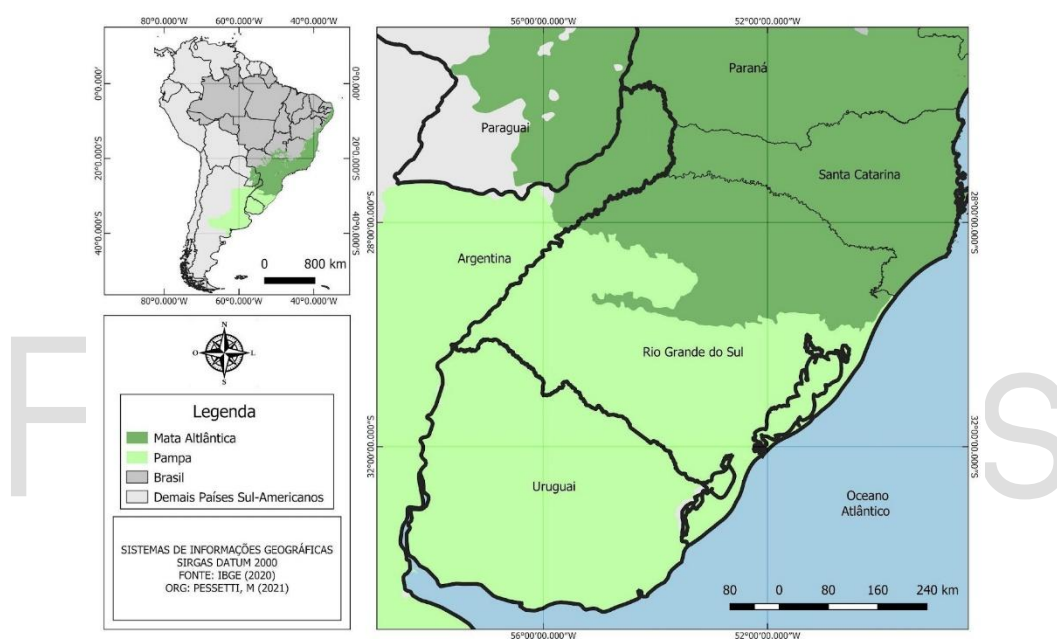 80°0.000'W 60°0.000'W 40°0.000'W
0°0.000'
20°0.000'S
40°0.000'S
0°0.000'
20°0.000'S
40°0.000'S
0 800 km
80°0.000'W 60°0.000'W 40°0.000'W
56°00'00.000"W 52°00'00.000"W
Paraná
Paraguai
Santa Catarina
28°00'00.000"S
28°00'00.000"S
Argentina
Rio Grande do Sul
32°00'00.000"S
32°00'00.000"S
Uruguai
Oceano
Atlântico
80 0 80 160 240 km
56°00'00.000"W 52°00'00.000"W
N
O L
S
Legenda
Mata Altlântica
Pampa
Brasil
Demais Países Sul-Americanos
SISTEMAS DE INFORMAÇÕES GEOGRÁFICAS
SIRGAS DATUM 2000
FONTE: IBGE (2020)
ORG: PESSETTI, M (2021)
F
S